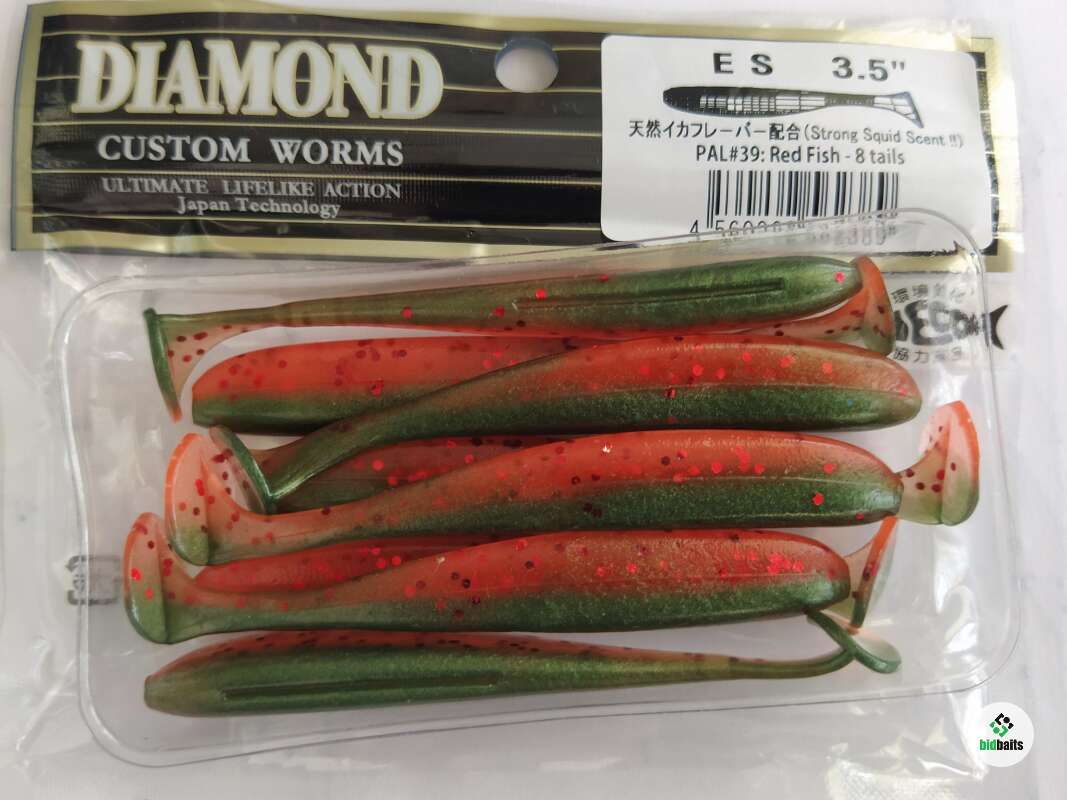 DIAMOND
CUSTOM WORMS
ULTIMATE LIFELIKE ACTION
Japan Technology
ES 3.5"
天然イカフレーバー配合(Strong Squid Scent !!)
PAL#39: Red Fish - 8 tails
bidbaits